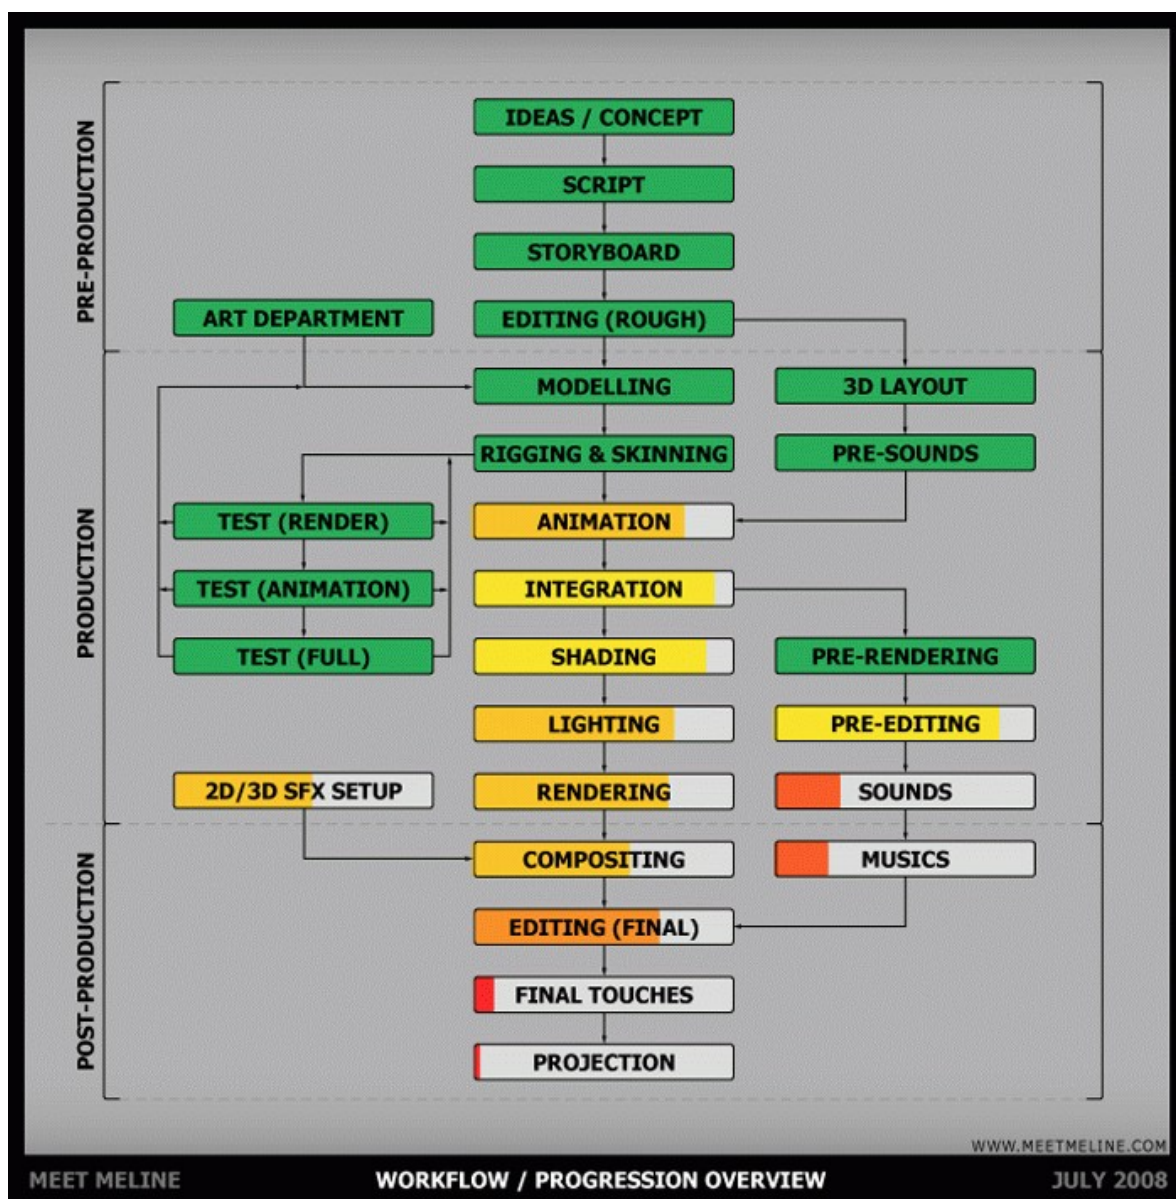 PRE-PRODUCTION
IDEAS / CONCEPT
SCRIPT
STORYBOARD
ART DEPARTMENT
EDITING (ROUGH)
PRODUCTION
MODELLING
3D LAYOUT
RIGGING & SKINNING
PRE-SOUNDS
TEST (RENDER)
ANIMATION
TEST (ANIMATION)
INTEGRATION
TEST (FULL)
SHADING
PRE-RENDERING
LIGHTING
PRE-EDITING
2D/3D SFX SETUP
RENDERING
SOUNDS
POST-PRODUCTION
COMPOSITING
MUSICS
EDITING (FINAL)
FINAL TOUCHES
PROJECTION
WWW.MEETMELINE.COM
MEET MELINE
WORKFLOW / PROGRESSION OVERVIEW
JULY 2008